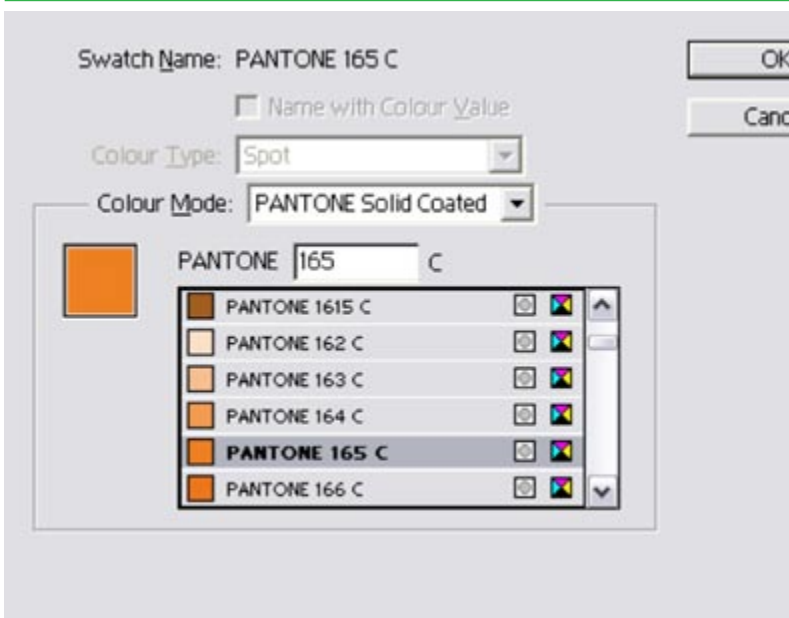 Swatch Name: PANTONE 165 C
OK
Name with Colour Value
Canc
Colour Type: Spot
Colour Mode: PANTONE Solid Coated
PANTONE 165 C
PANTONE 1615 C
PANTONE 162 C
PANTONE 163 C
PANTONE 164 C
PANTONE 165 C
PANTONE 166 C